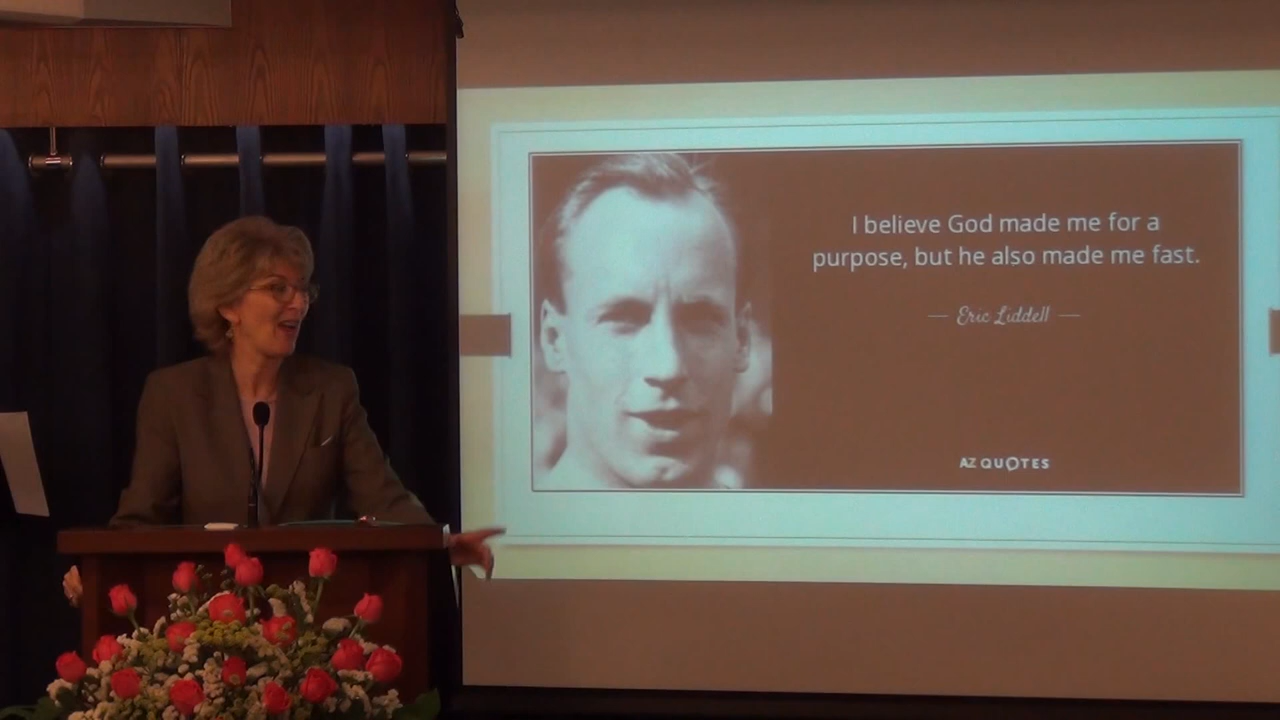 I believe God made me for a
purpose, but he also made me fast.
— Eric Liddell —
AZ QUOTES